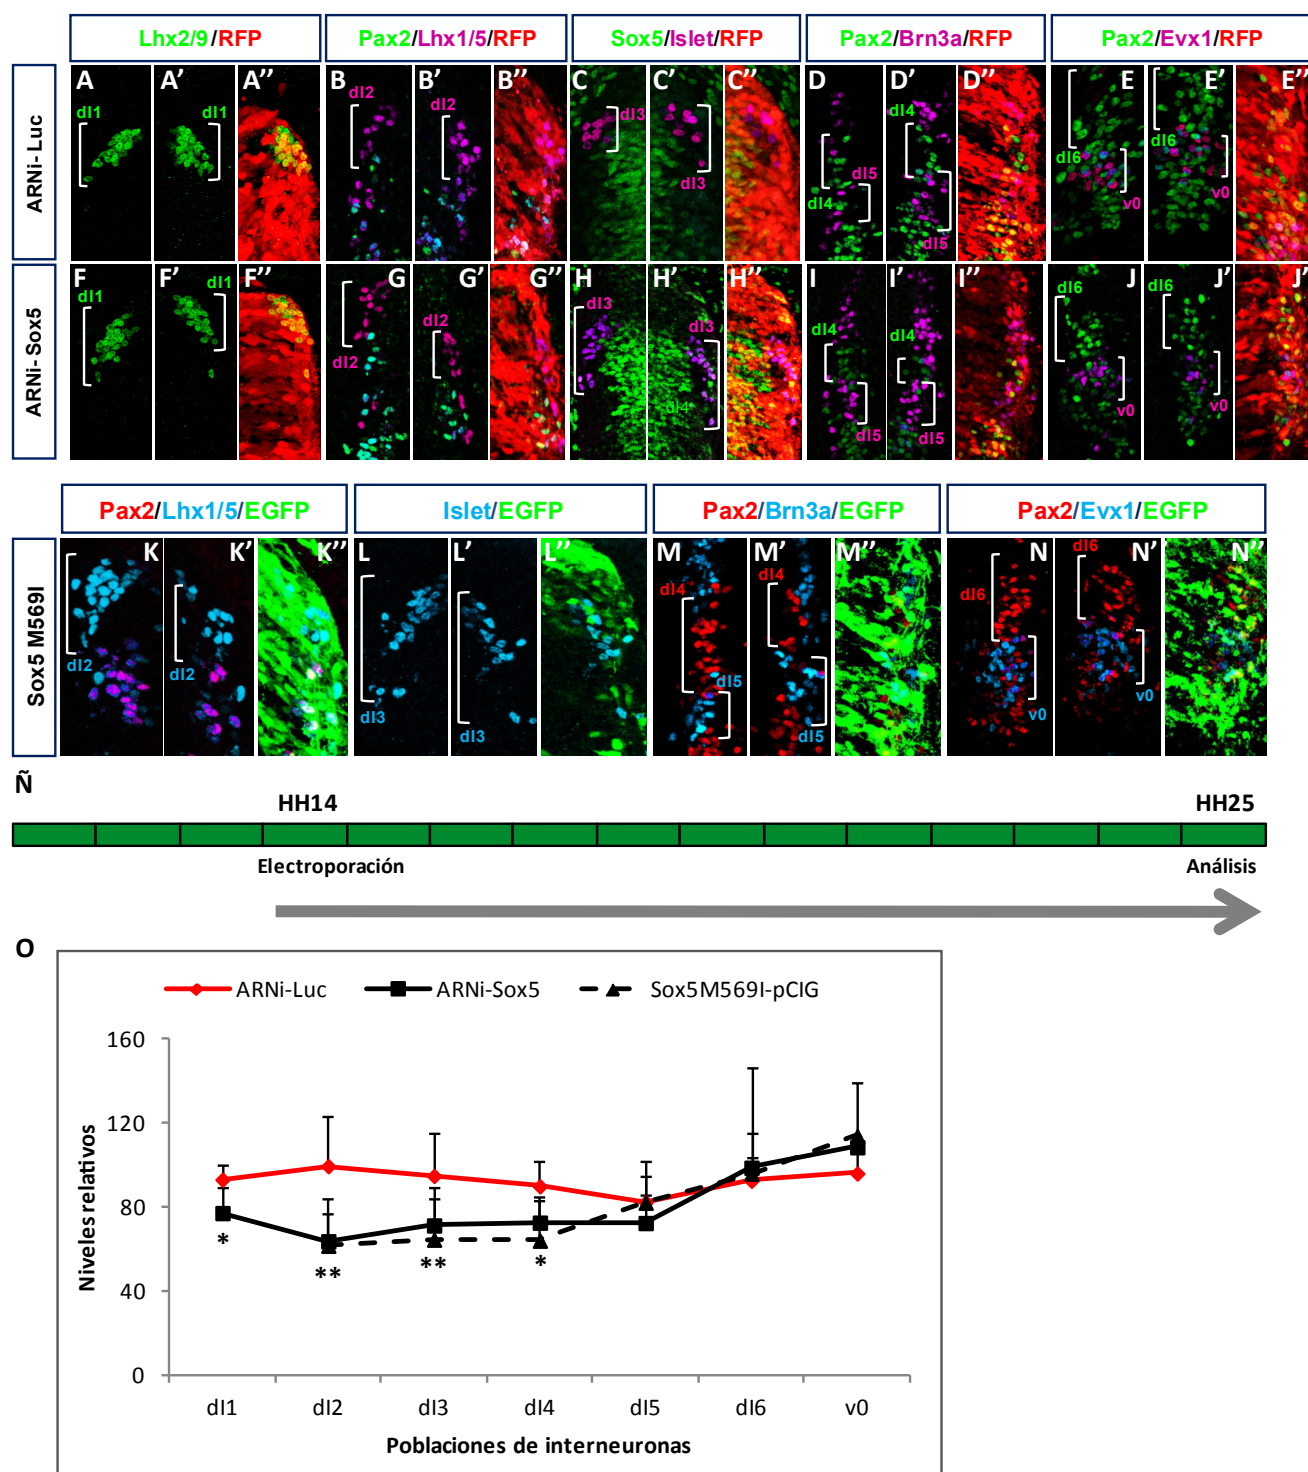 Lhx2/9/RFP
Pax2/Lhx1/5/RFP
Sox5/Islet/RFP
Pax2/Brn3a/RFP
Pax2/Evx1/RFP
ARNi- Luc
A A' A'' B B' B'' C C' C'' D D' D'' E E' E''
dI1 dI1 dI2 dI2 dI3 dI3 dI4 dI5 dI4 dI5 dI6 v0 dI6 v0
ARNi- Sox5
F F' F'' G G' G'' H H' H'' I I' I'' J J' J''
dI1 dI1 dI2 dI2 dI3 dI3 dI4 dI4 dI5 dI4 dI5 dI6 v0 dI6 v0
Pax2/Lhx1/5/EGFP
Islet/EGFP
Pax2/Brn3a/EGFP
Pax2/Evx1/EGFP
Sox5 M569I
K K' K'' L L' L'' M M' M'' N N' N''
dI2 dI2 dI3 dI3 dI4 dI5 dI4 dI5 dI6 v0 dI6 v0
Ñ
HH14
HH25
Electroporación
Análisis
O
ARNi-Luc
ARNi-Sox5
Sox5M569I-pCIG
Niveles relativos
160
120
80
40
0
* ** ** *
dI1 dI2 dI3 dI4 dI5 dI6 v0
Poblaciones de interneuronas